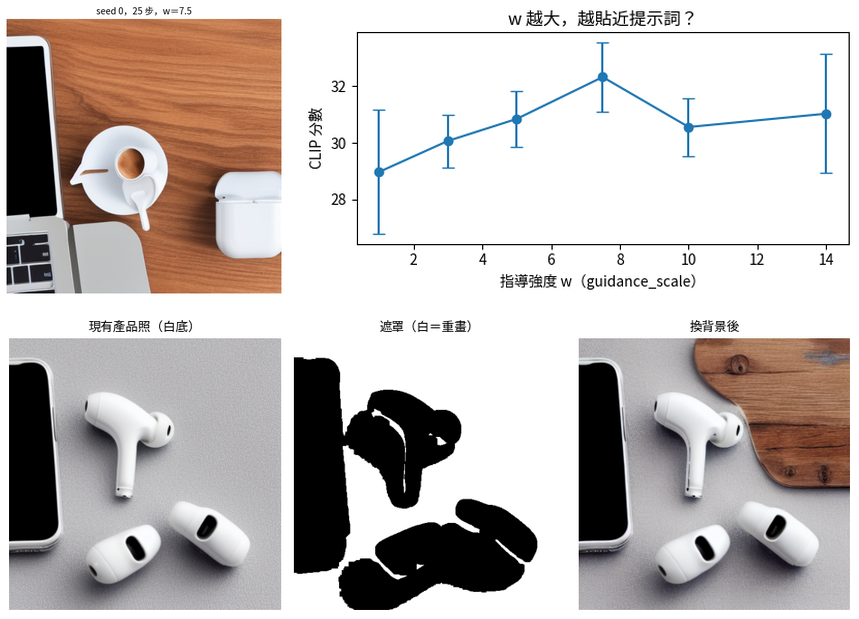 seed 0，25 步，w=7.5
w 越大，越貼近提示詞？
CLIP 分數
32
30
28
2
4
6
8
10
12
14
指導強度 w（guidance_scale）
現有產品照（白底）
遮罩（白＝重畫）
換背景後